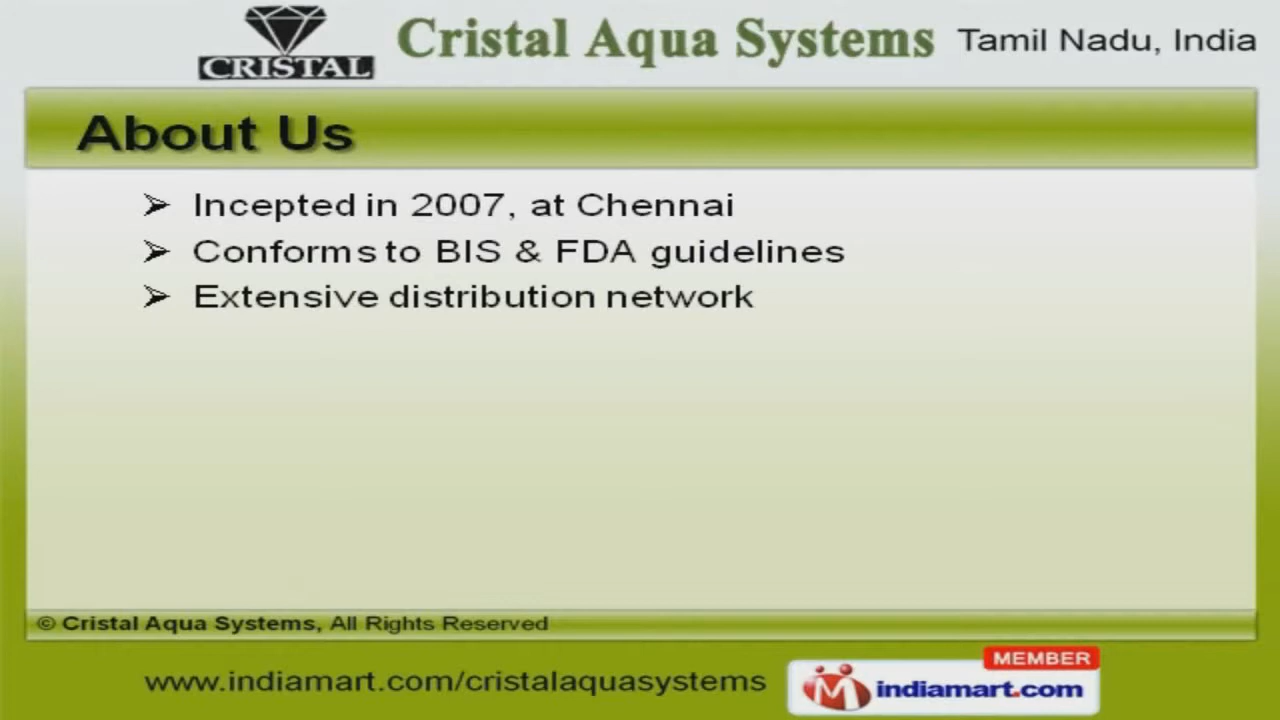 CRISTAL
Cristal Aqua Systems
Tamil Nadu, India
About Us
➢ Incepted in 2007, at Chennai
➢ Conforms to BIS & FDA guidelines
➢ Extensive distribution network
© Cristal Aqua Systems, All Rights Reserved
www.indiamart.com/cristalaquasystems
MEMBER
indiamart.com